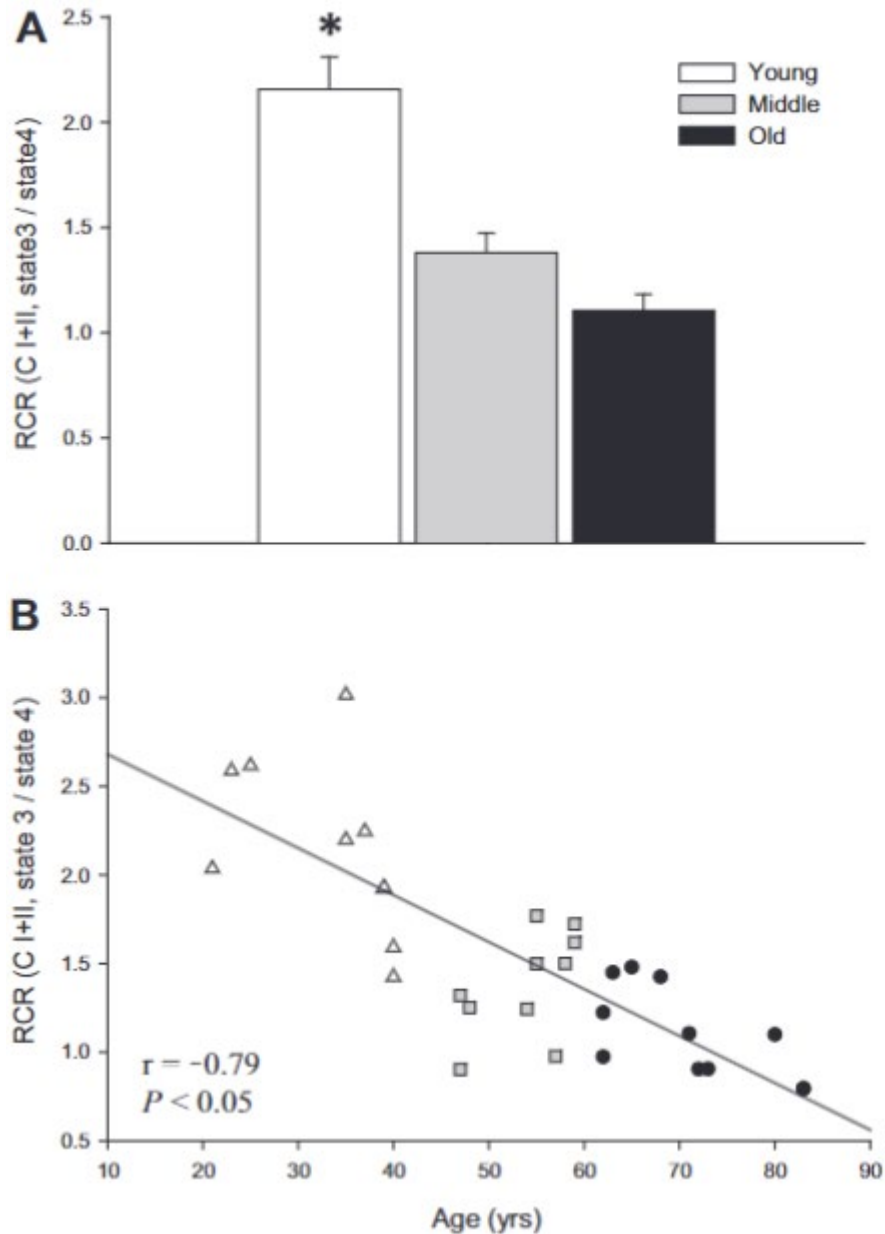 A
*
2.5
2.0
1.5
1.0
0.5
0.0
RCR (C I+II, state3 / state4)
Young
Middle
Old
B
3.5
3.0
2.5
2.0
1.5
1.0
0.5
RCR (C I+II, state 3 / state 4)
r = -0.79
P < 0.05
10 20 30 40 50 60 70 80 90
Age (yrs)